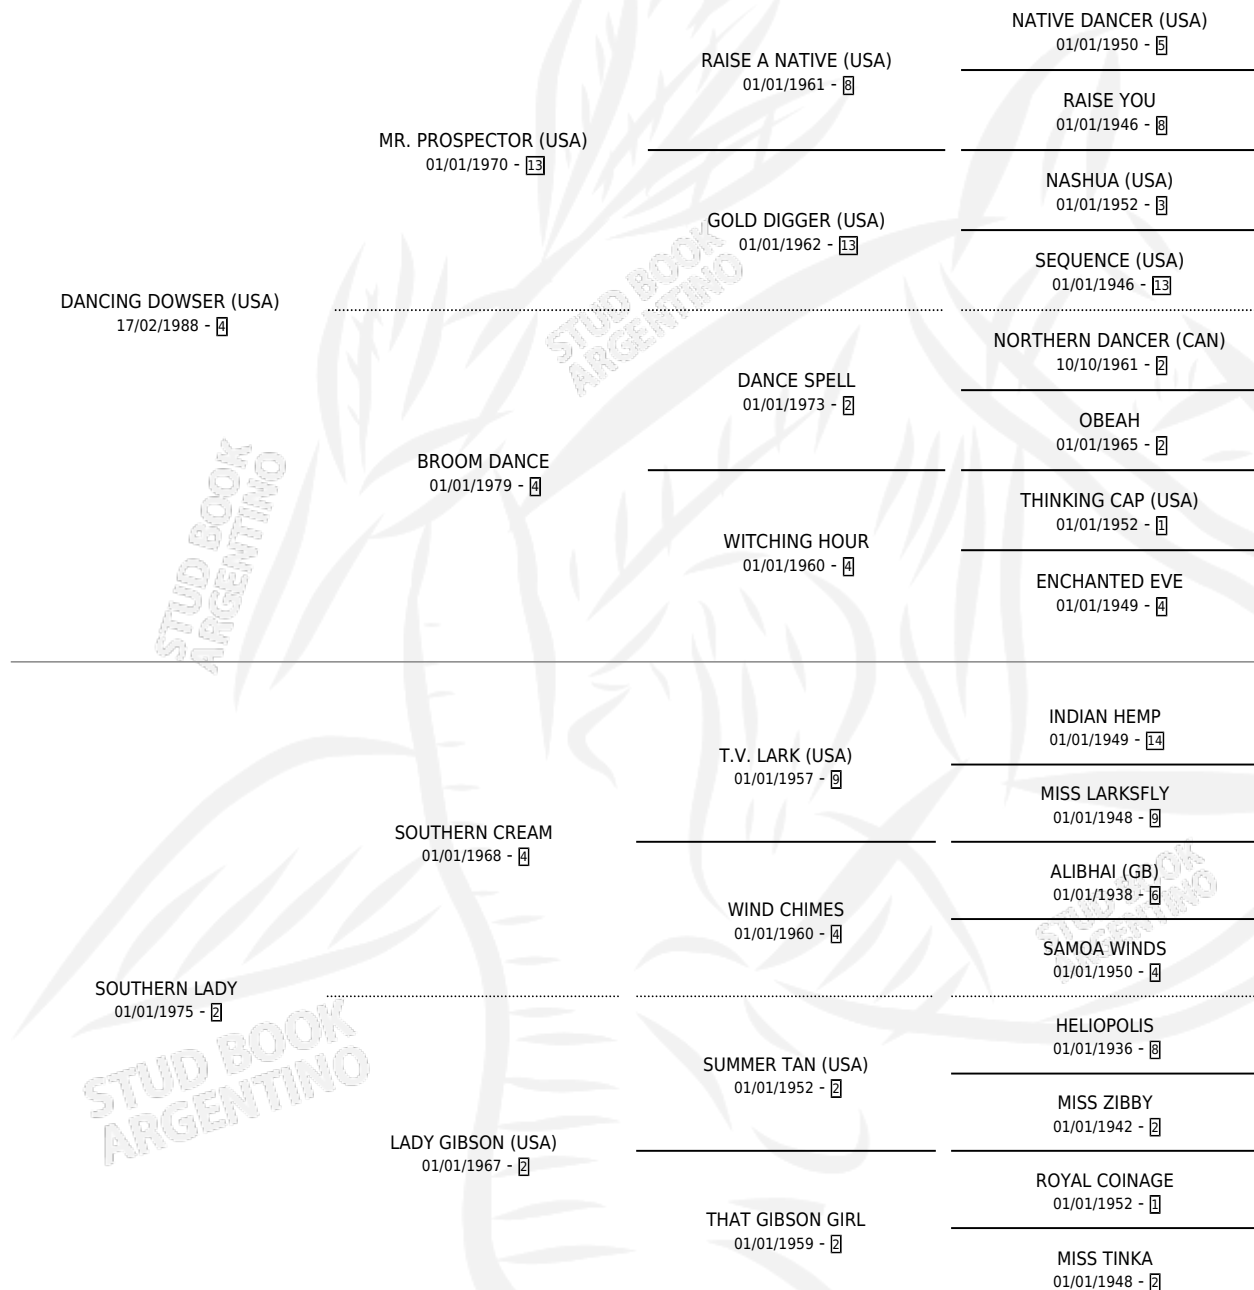 NATIVE DANCER (USA)
01/01/1950 - 5
RAISE A NATIVE (USA)
01/01/1961 - 8
RAISE YOU
01/01/1946 - 8
MR. PROSPECTOR (USA)
01/01/1970 - 13
NASHUA (USA)
01/01/1952 - 3
GOLD DIGGER (USA)
01/01/1962 - 13
SEQUENCE (USA)
01/01/1946 - 13
DANCING DOWSER (USA)
17/02/1988 - 4
NORTHERN DANCER (CAN)
10/10/1961 - 2
DANCE SPELL
01/01/1973 - 2
OBEAH
01/01/1965 - 2
BROOM DANCE
01/01/1979 - 4
THINKING CAP (USA)
01/01/1952 - 1
WITCHING HOUR
01/01/1960 - 4
ENCHANTED EVE
01/01/1949 - 4
INDIAN HEMP
01/01/1949 - 14
T.V. LARK (USA)
01/01/1957 - 9
MISS LARKSFLY
01/01/1948 - 9
SOUTHERN CREAM
01/01/1968 - 4
ALIBHAI (GB)
01/01/1938 - 6
WIND CHIMES
01/01/1960 - 4
SAMOA WINDS
01/01/1950 - 4
SOUTHERN LADY
01/01/1975 - 2
HELIOPOLIS
01/01/1936 - 8
SUMMER TAN (USA)
01/01/1952 - 2
MISS ZIBBY
01/01/1942 - 2
LADY GIBSON (USA)
01/01/1967 - 2
ROYAL COINAGE
01/01/1952 - 1
THAT GIBSON GIRL
01/01/1959 - 2
MISS TINKA
01/01/1948 - 2
STUD BOOK
ARGENTINO
STUD BOOK
ARGENTINO
STUD BOOK
ARGENTINO
STUD BOOK
ARGENTINO